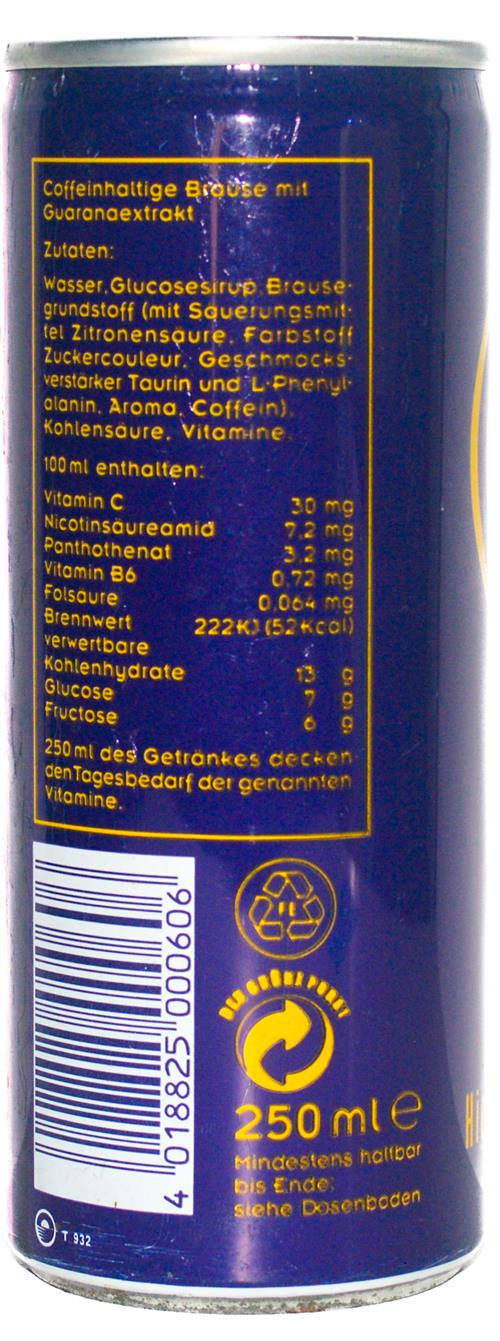 Coffeinhaltige Brause mit
Guaranaextrakt
Zutaten:
Wasser, Glucosesirup, Brause-
grundstoff (mit Säuerungsmit-
tel Zitronensäure, Farbstoff
Zuckercouleur, Geschmacks-
verstärker Taurin und L-Phenyl-
alanin, Aroma, Coffein),
Kohlensäure, Vitamine.
100 ml enthalten:
Vitamin C 30 mg
Nicotinsäureamid 7,2 mg
Panthothenat 3,2 mg
Vitamin B6 0,72 mg
Folsäure 0,064 mg
Brennwert 222 KJ (52 Kcal)
verwertbare
Kohlenhydrate 13 g
Glucose 7 g
Fructose 6 g
250 ml des Getränkes decken
den Tagesbedarf der genannten
Vitamine.
4 018825 000606
DER GRÜNE PUNKT
250 ml e
Mindestens haltbar
bis Ende:
siehe Dosenboden
T 932